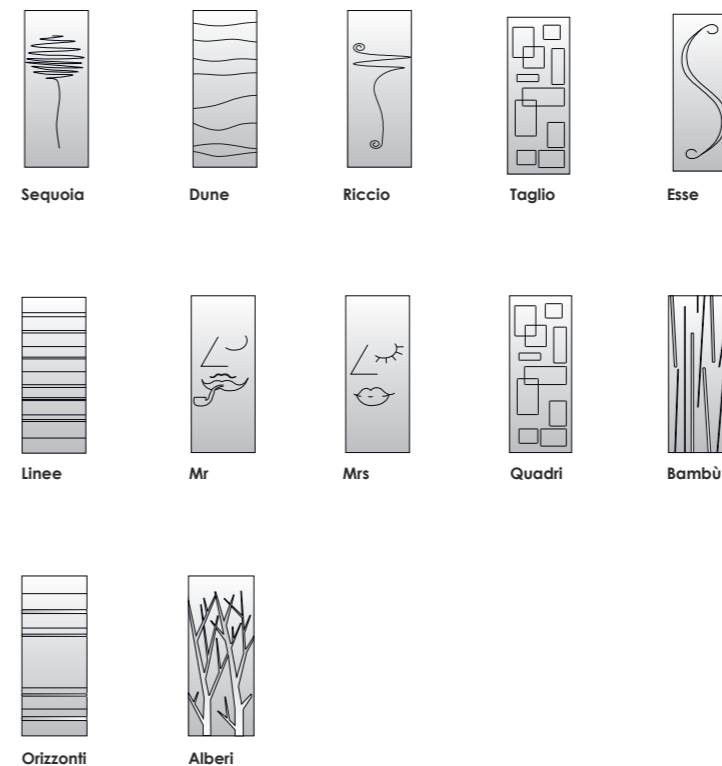 Sequoia Dune Riccio Taglio Esse
Linee Mr Mrs Quadri Bambù
Orizzonti Alberi